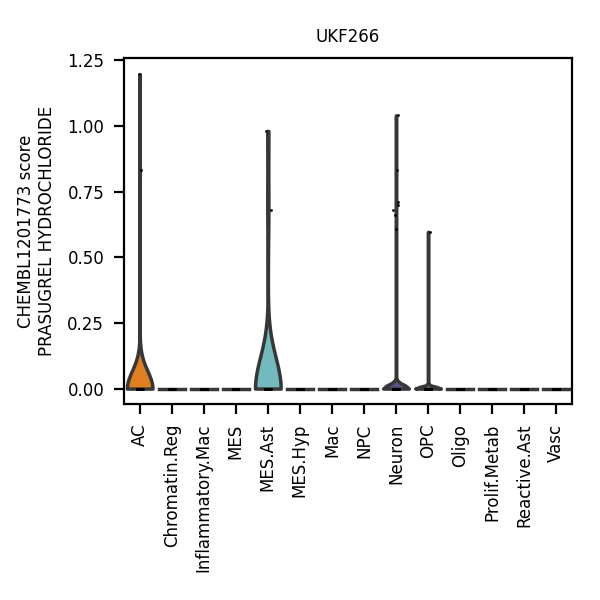 UKF266
CHEMBL1201773 score
PRASUGREL HYDROCHLORIDE
1.25
1.00
0.75
0.50
0.25
0.00
AC
Chromatin.Reg
Inflammatory.Mac
MES
MES.Ast
MES.Hyp
Mac
NPC
Neuron
OPC
Oligo
Prolif.Metab
Reactive.Ast
Vasc